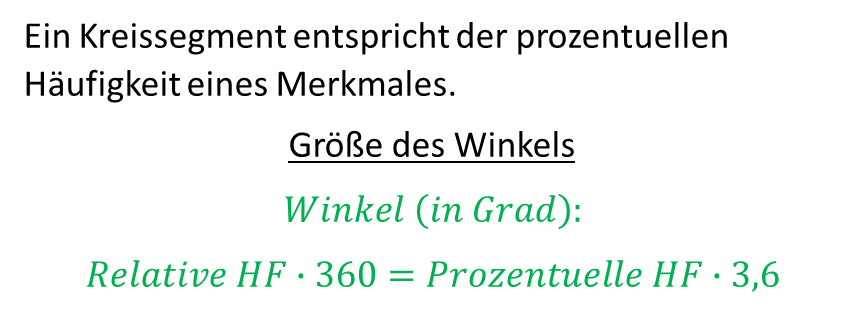 Ein Kreissegment entspricht der prozentuellen
Häufigkeit eines Merkmales.
Größe des Winkels
Winkel (in Grad):
Relative HF · 360 = Prozentuelle HF · 3,6